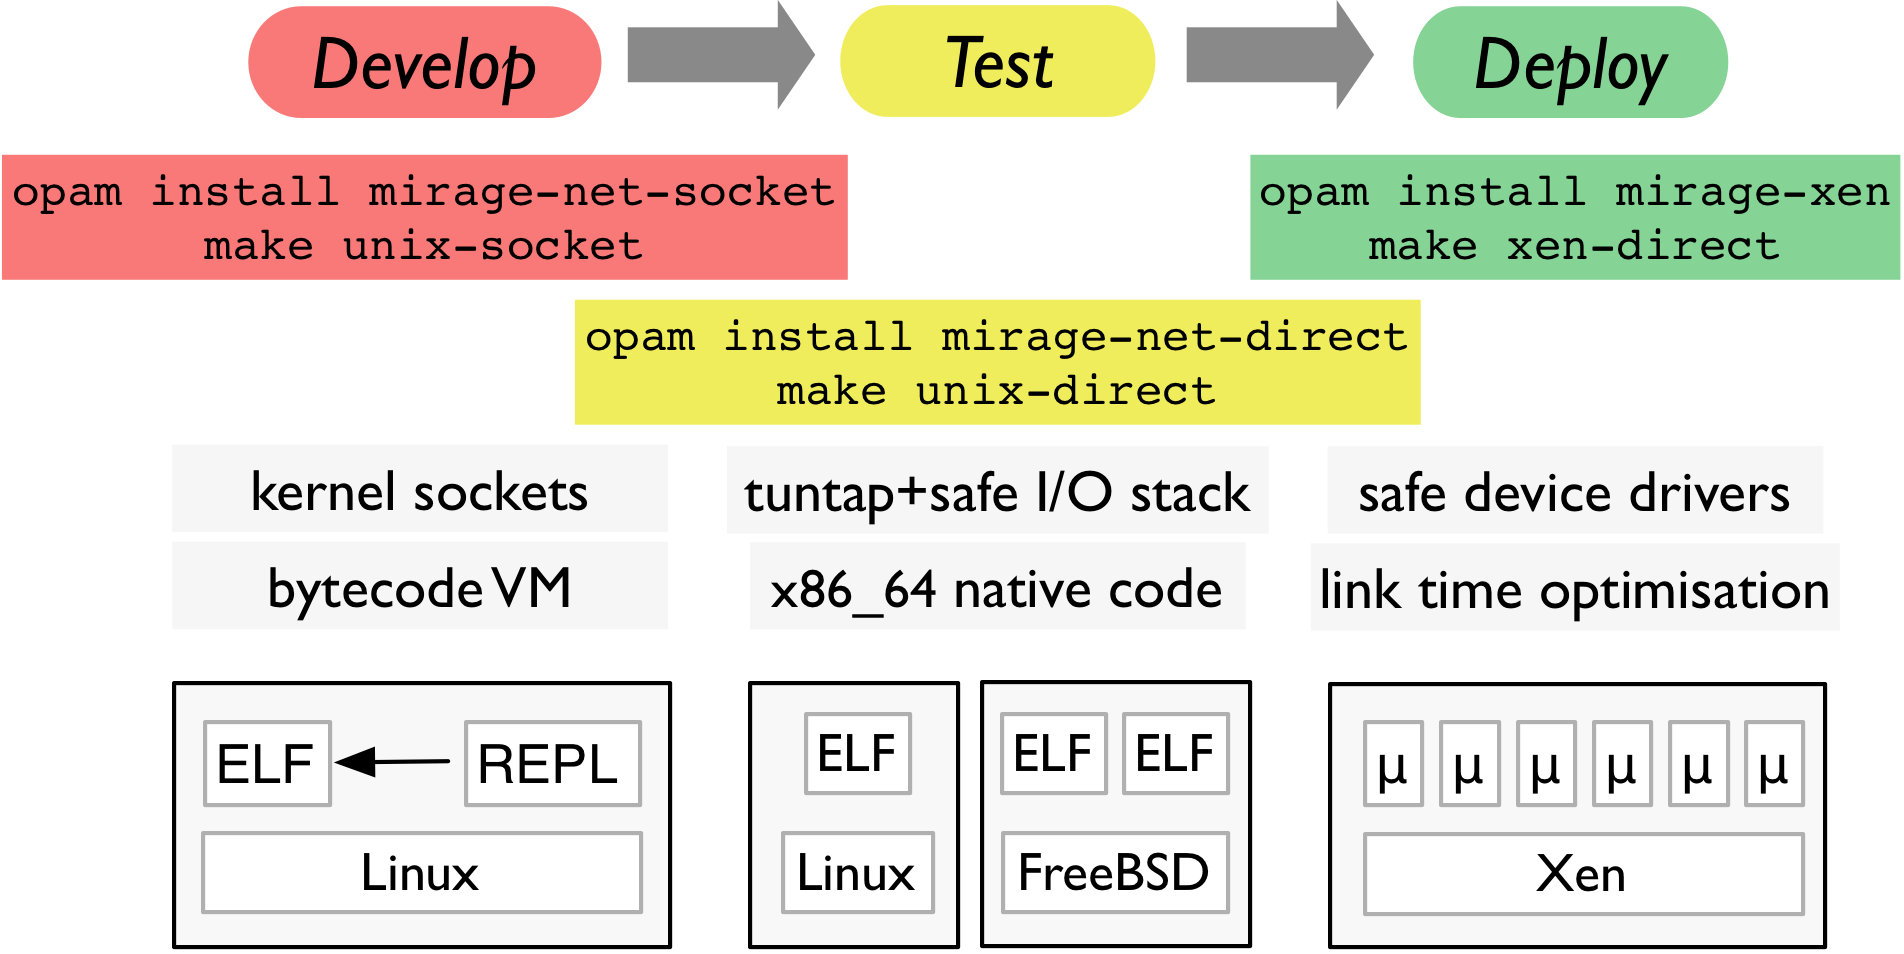 Develop
Test
Deploy
opam install mirage-net-socket
make unix-socket
opam install mirage-xen
make xen-direct
opam install mirage-net-direct
make unix-direct
kernel sockets
tuntap+safe I/O stack
safe device drivers
bytecode VM
x86_64 native code
link time optimisation
ELF
REPL
ELF
ELF
ELF
μ
μ
μ
μ
μ
μ
Linux
Linux
FreeBSD
Xen